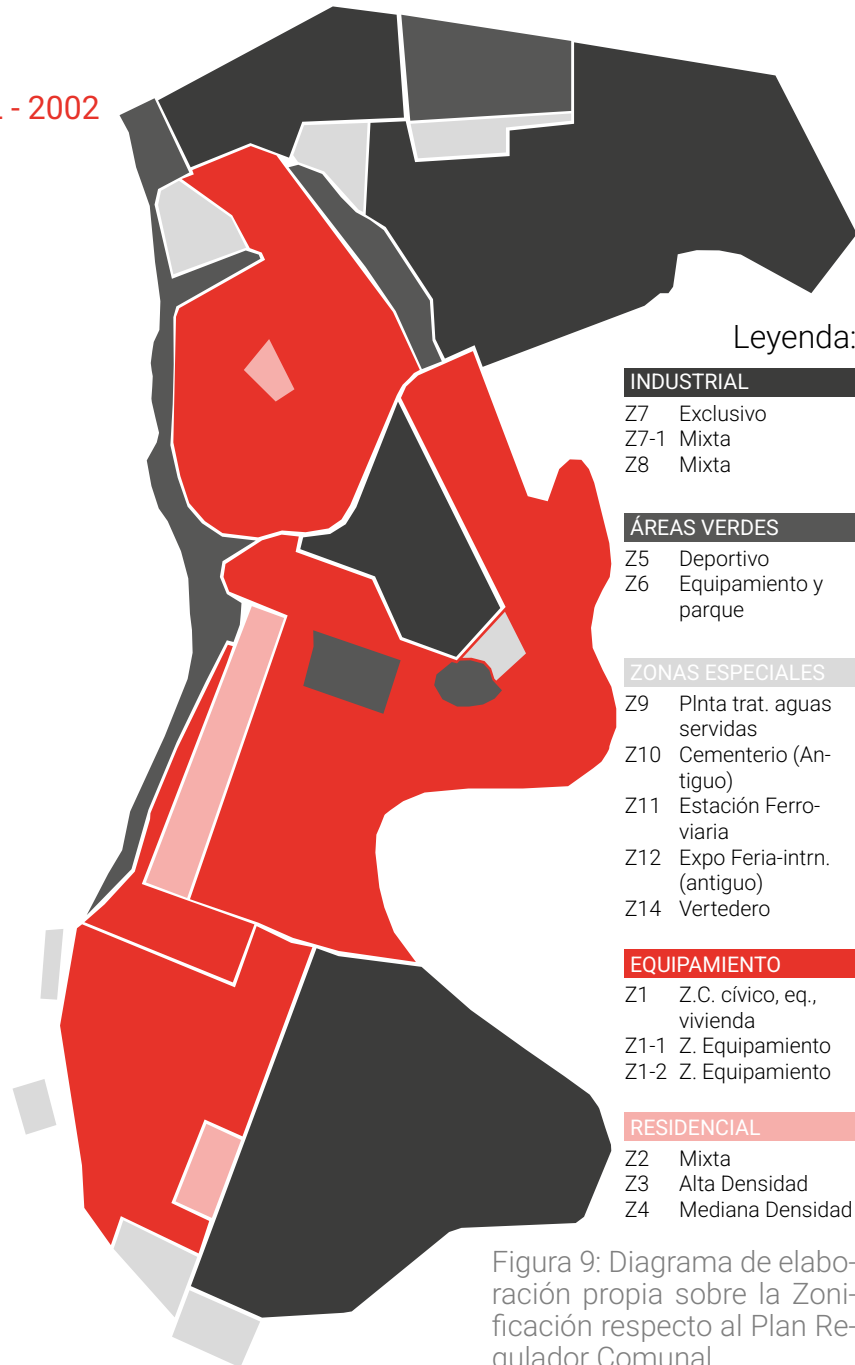 - 2002
Leyenda:
INDUSTRIAL
Z7 Exclusivo
Z7-1 Mixta
Z8 Mixta
ÁREAS VERDES
Z5 Deportivo
Z6 Equipamiento y
parque
ZONAS ESPECIALES
Z9 Plnta trat. aguas
servidas
Z10 Cementerio (An-
tiguo)
Z11 Estación Ferro-
viaria
Z12 Expo Feria-intrn.
(antiguo)
Z14 Vertedero
EQUIPAMIENTO
Z1 Z.C. cívico, eq.,
vivienda
Z1-1 Z. Equipamiento
Z1-2 Z. Equipamiento
RESIDENCIAL
Z2 Mixta
Z3 Alta Densidad
Z4 Mediana Densidad
Figura 9: Diagrama de elabo-
ración propia sobre la Zoni-
ficación respecto al Plan Re-
gulador Comunal